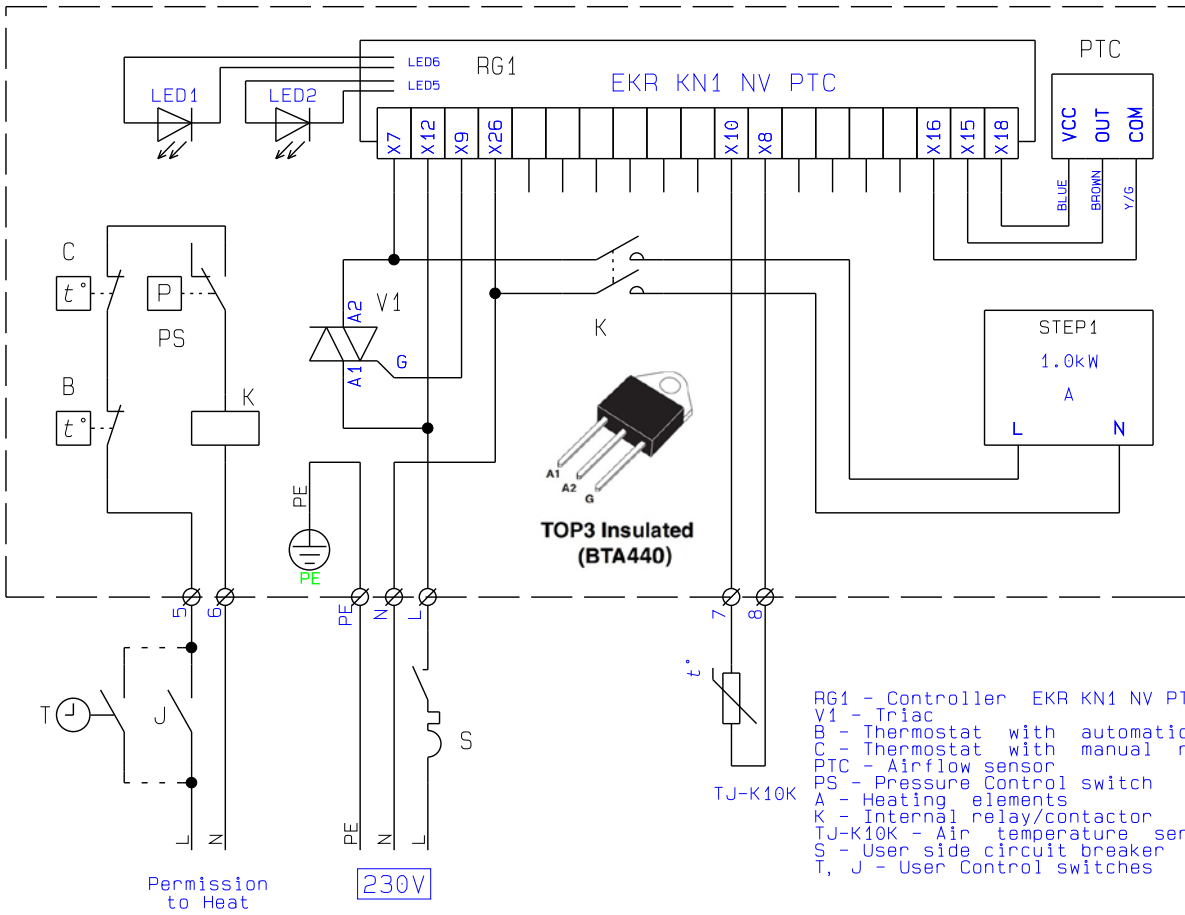 LED6
RG1
PTC
LED5
EKR KN1 NV PTC
LED1
LED2
X7 X12 X9 X26 X10 X8 X16 X15 X18
VCC OUT COM
BLUE BROWN Y/G
C
t° P
PS
A2 V1
A1 G
K
STEP1
1.0kW
A
L N
B
t°
K
A1
A2
G
TOP3 Insulated
(BTA440)
PE
PE
5 6 PE N L 7 8
T J
S
t°
TJ-K10K
L N PE N L
Permission
to Heat
230V
RG1 - Controller EKR KN1 NV
V1 - Triac
B - Thermostat with
C - Thermostat with manual
PTC - Airflow sensor
PS - Pressure Control switch
A - Heating elements
K - Internal relay/contactor
TJ-K10K - Air temperature
S - User side circuit breaker
T, J - User Control switches